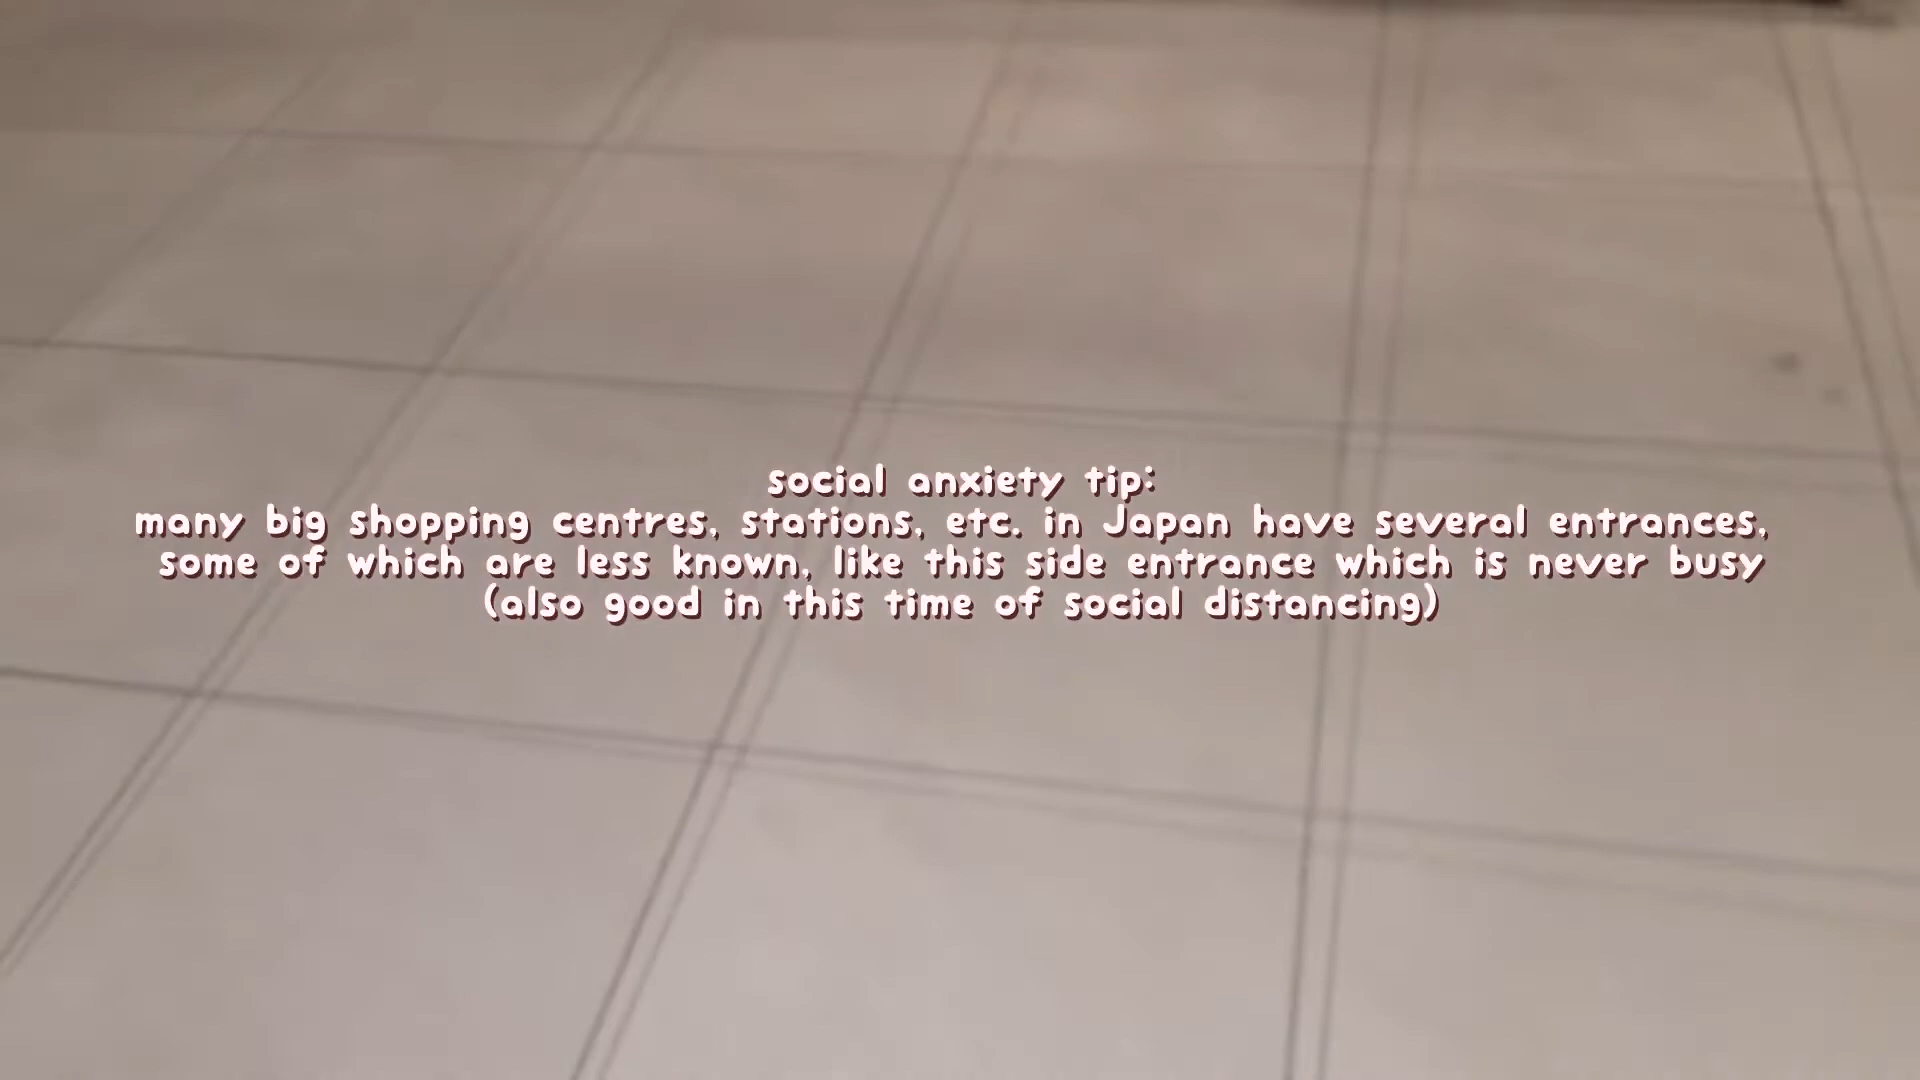 social anxiety tip:
many big shopping centres, stations, etc. in Japan have several entrances,
some of which are less known, like this side entrance which is never busy
(also good in this time of social distancing)